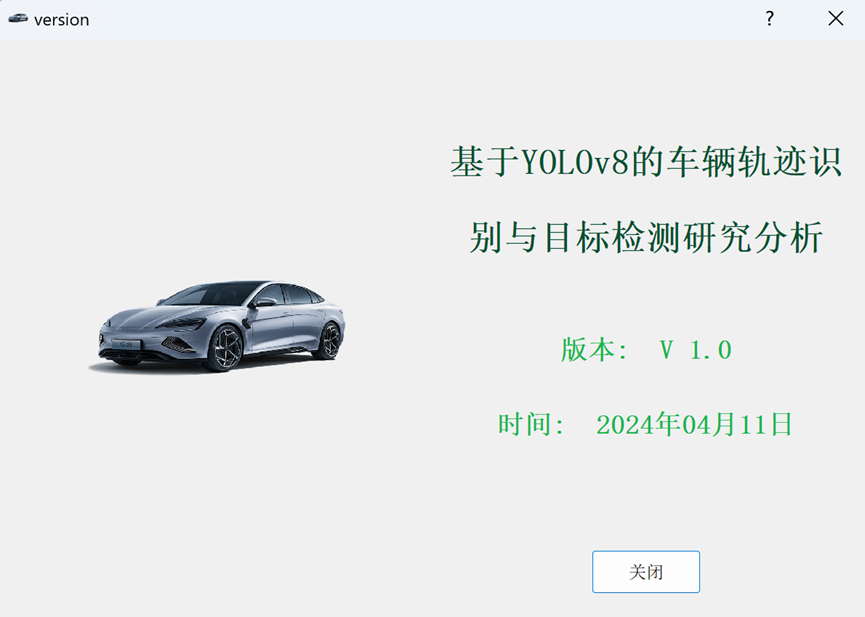 version
?
基于YOLOv8的车辆轨迹识
别与目标检测研究分析
版本: V 1.0
时间: 2024年04月11日
关闭